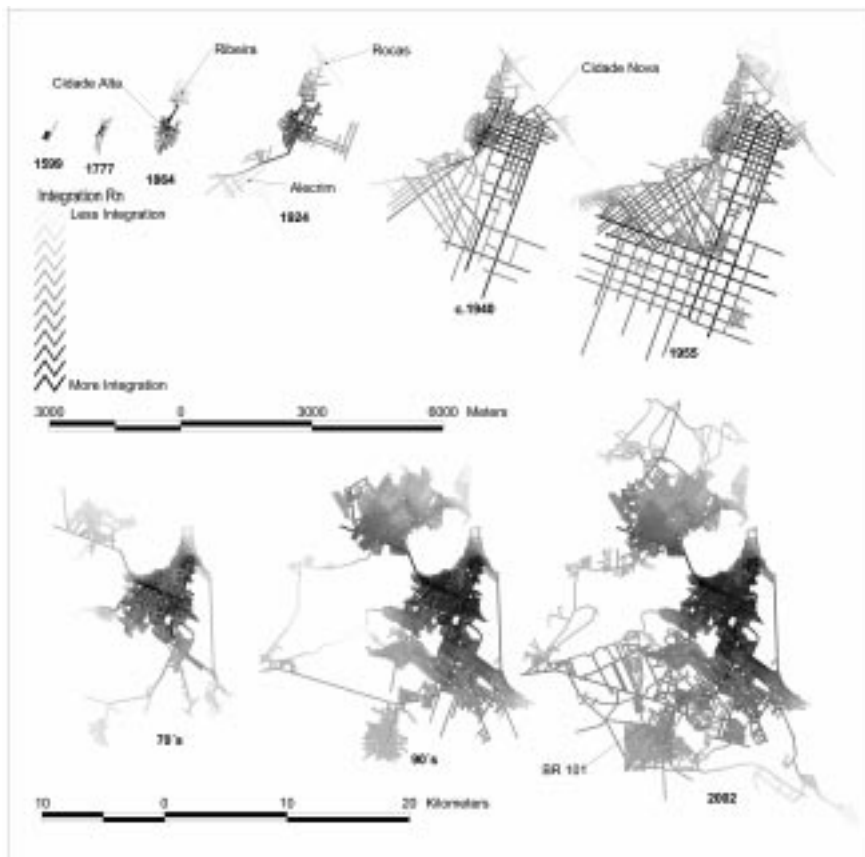 Ribeira
Rocas
Cidade Alta
Cidade Nova
1599
1777
1864
Alecrim
Integration Rn
Less Integration
1924
c.1940
1955
More Integration
3000 0 3000 6000 Meters
70´s
90´s
BR 101
2002
10 0 10 20 Kilometers